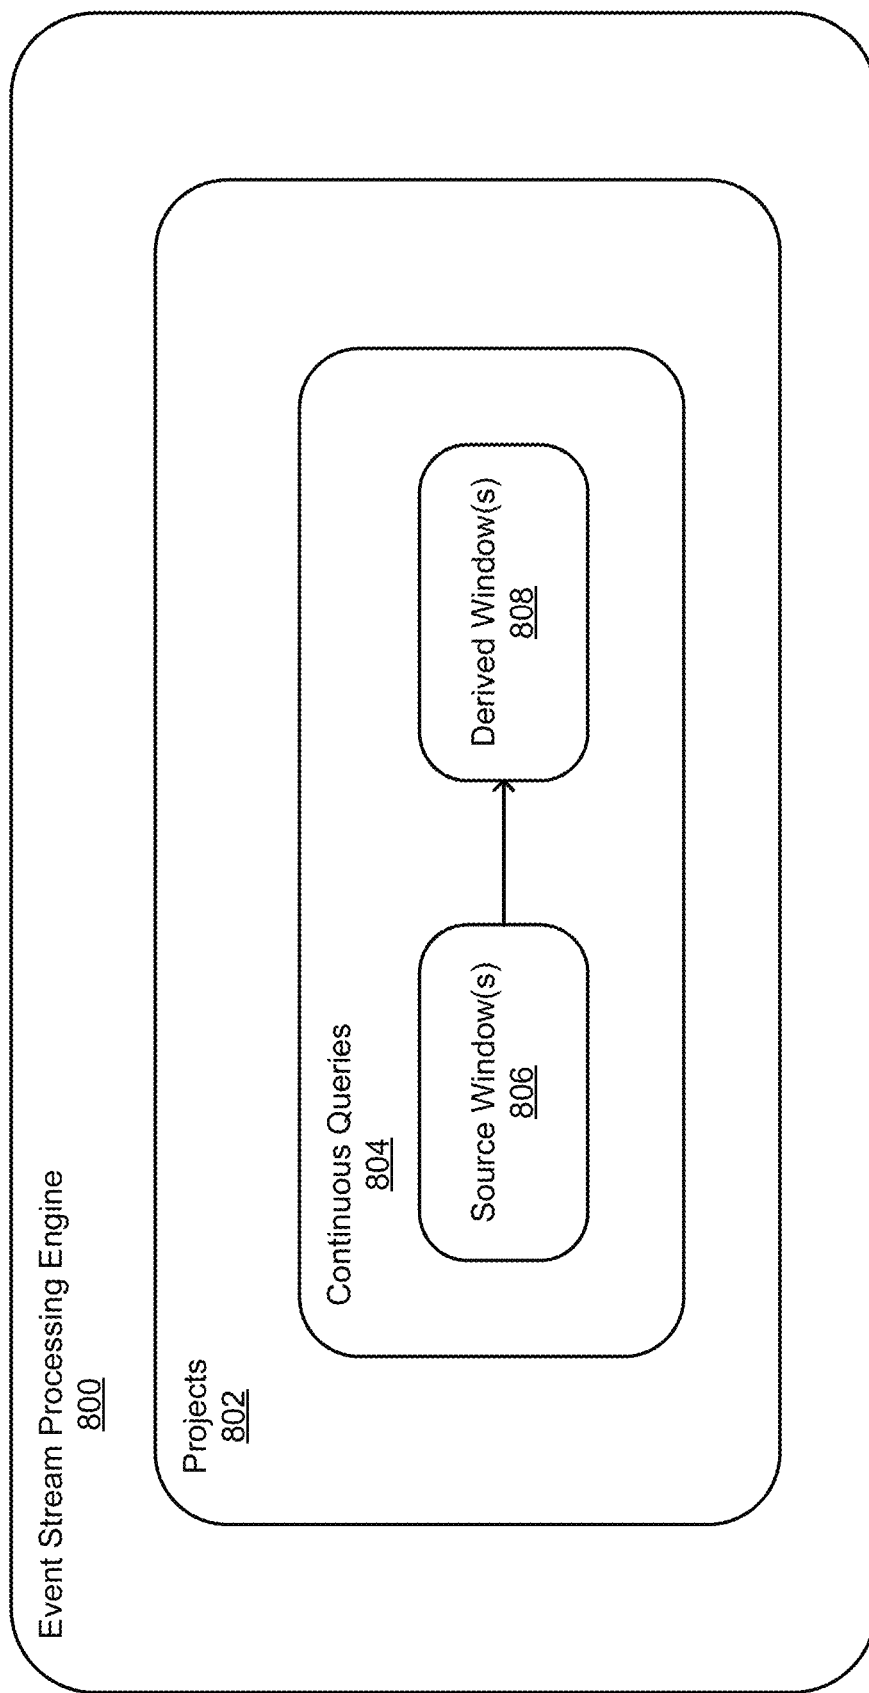 Event Stream Processing Engine
800
Projects
802
Continuous Queries
804
Source Window(s)
806
Derived Window(s)
808